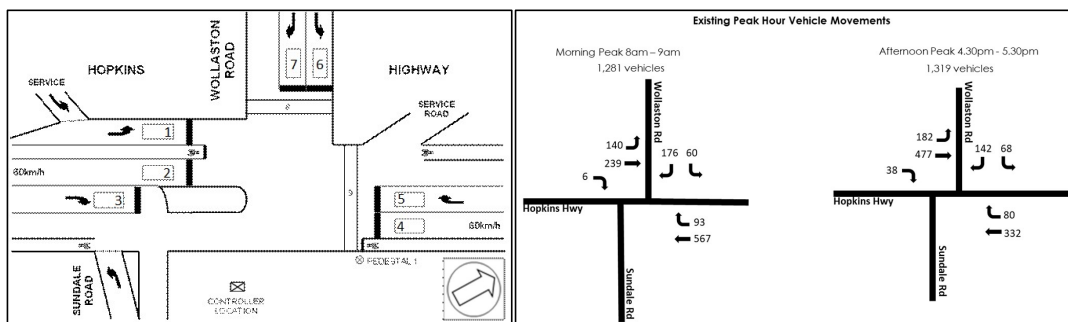 HOPKINS
WOLLASTON
ROAD
7 6
HIGHWAY
SERVICE
SERVICE
ROAD
1
60km/h
2
3
5
4
60km/h
SUNDALE
ROAD
PEDESTAL 1
CONTROLLER
LOCATION
Existing Peak Hour Vehicle Movements
Morning Peak 8am – 9am
1,281 vehicles
Wollaston Rd
140
239
6
176 60
Hopkins Hwy
93
567
Sundale Rd
Afternoon Peak 4.30pm - 5.30pm
1,319 vehicles
Wollaston Rd
182
477
38
142 68
Hopkins Hwy
80
332
Sundale Rd